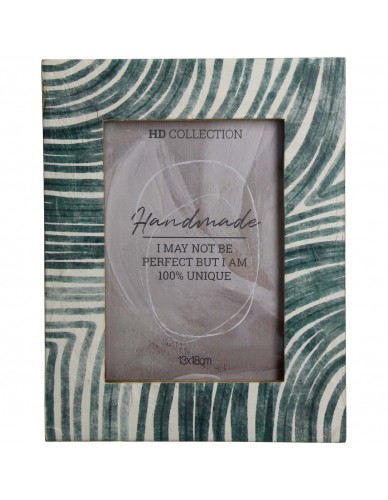 HD COLLECTION
Handmade
I MAY NOT BE
PERFECT BUT I AM
100% UNIQUE
13x18cm